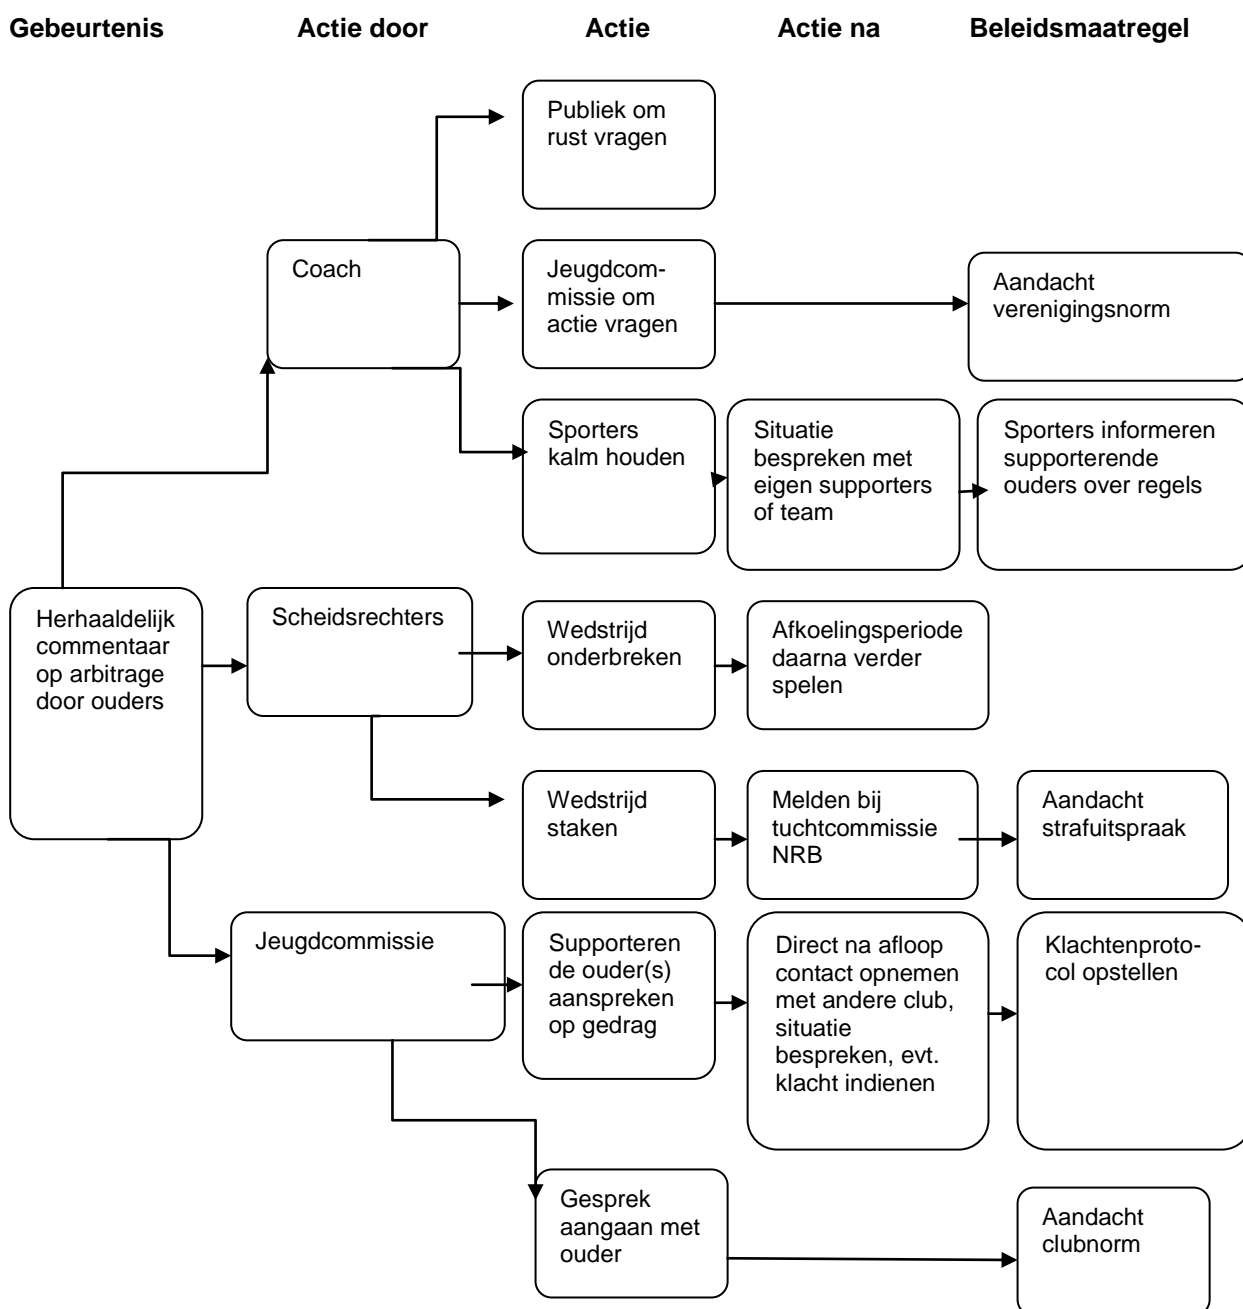 Gebeurtenis Actie door Actie Actie na Beleidsmaatregel
Publiek om
rust vragen
Coach
Jeugdcom-
missie om
actie vragen
Aandacht
verenigingsnorm
Sporters
kalm houden
Situatie
bespreken met
eigen supporters
of team
Sporters informeren
supporterende
ouders over regels
Herhaaldelijk
commentaar
op arbitrage
door ouders
Scheidsrechters
Wedstrijd
onderbreken
Afkoelingsperiode
daarna verder
spelen
Wedstrijd
staken
Melden bij
tuchtcommissie
NRB
Aandacht
strafuitspraak
Jeugdcommissie
Supporteren
de ouder(s)
aanspreken
op gedrag
Direct na afloop
contact opnemen
met andere club,
situatie
bespreken, evt.
klacht indienen
Klachtenproto-
col opstellen
Gesprek
aangaan met
ouder
Aandacht
clubnorm